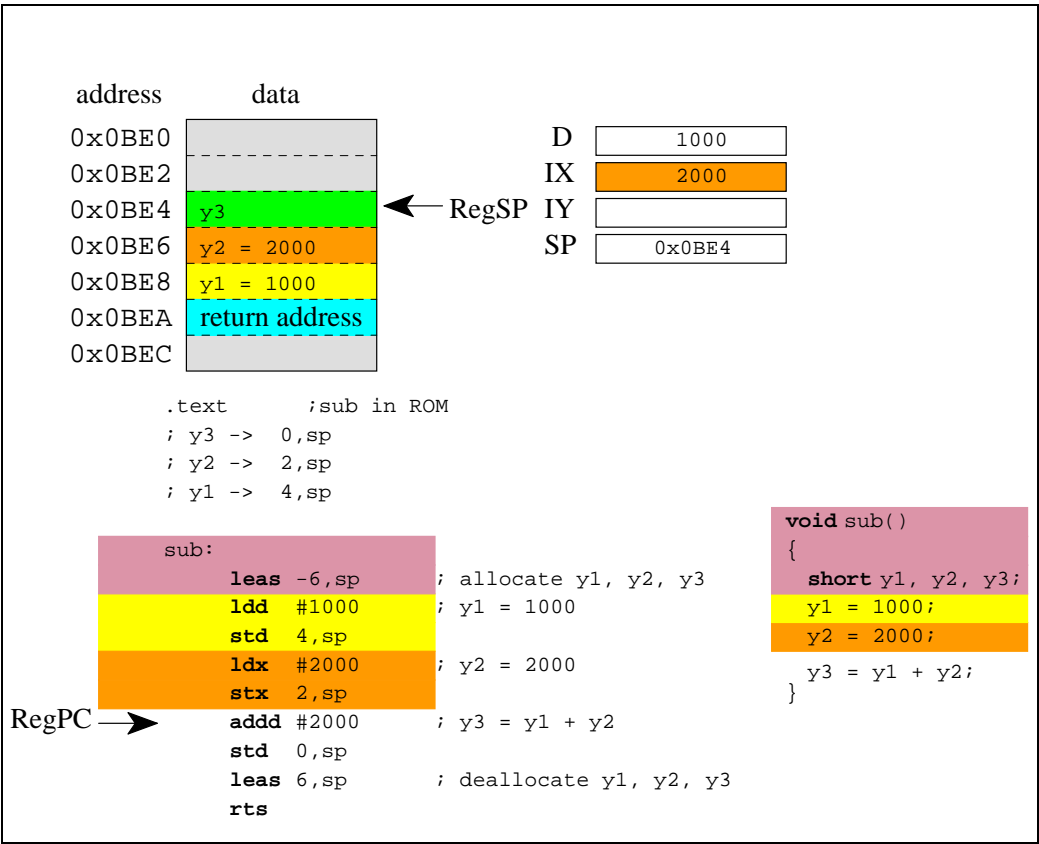 address data
0x0BE0
0x0BE2
0x0BE4 y3
0x0BE6 y2 = 2000
0x0BE8 y1 = 1000
0x0BEA return address
0x0BEC
RegSP
D 1000
IX 2000
IY
SP 0x0BE4
.text ;sub in ROM
; y3 -> 0,sp
; y2 -> 2,sp
; y1 -> 4,sp
sub:
leas -6,sp ; allocate y1, y2, y3
ldd #1000 ; y1 = 1000
std 4,sp
ldx #2000 ; y2 = 2000
stx 2,sp
RegPC addd #2000 ; y3 = y1 + y2
std 0,sp
leas 6,sp ; deallocate y1, y2, y3
rts
void sub()
{
short y1, y2, y3;
y1 = 1000;
y2 = 2000;
y3 = y1 + y2;
}